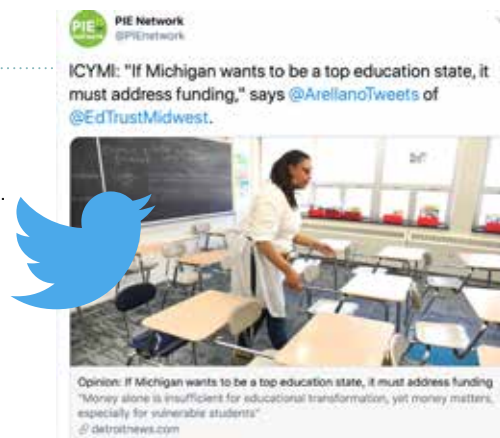 PIE
PIE Network
@PIEnetwork
ICYMI: "If Michigan wants to be a top education state, it
must address funding," says @ArellanoTweets of
@EdTrustMidwest.
Opinion: If Michigan wants to be a top education state, it must address funding
"Money alone is insufficient for educational transformation, yet money matters,
especially for vulnerable students"
detroitnews.com